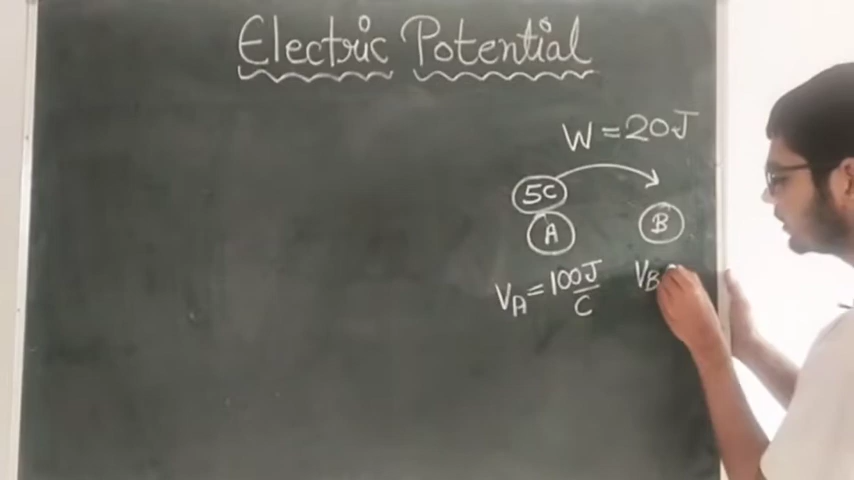 Electric Potential
W = 20J
5C
A
B
VA = 100J/C
VB